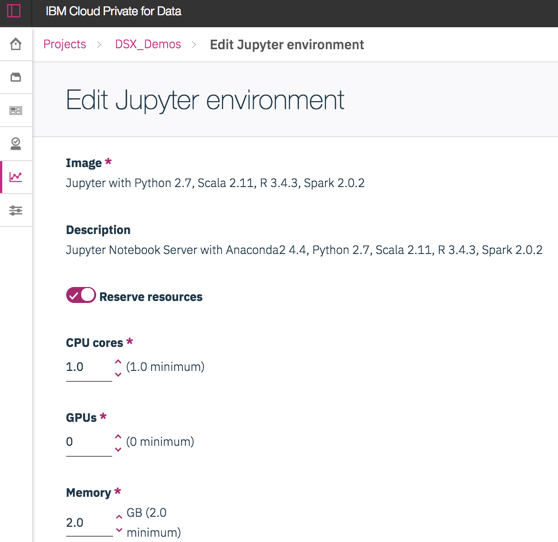 IBM Cloud Private for Data
Projects > DSX_Demos > Edit Jupyter environment
Edit Jupyter environment
Image *
Jupyter with Python 2.7, Scala 2.11, R 3.4.3, Spark 2.0.2
Description
Jupyter Notebook Server with Anaconda2 4.4, Python 2.7, Scala 2.11, R 3.4.3, Spark 2.0.2
Reserve resources
CPU cores *
1.0 (1.0 minimum)
GPUs *
0 (0 minimum)
Memory *
2.0 GB (2.0
minimum)